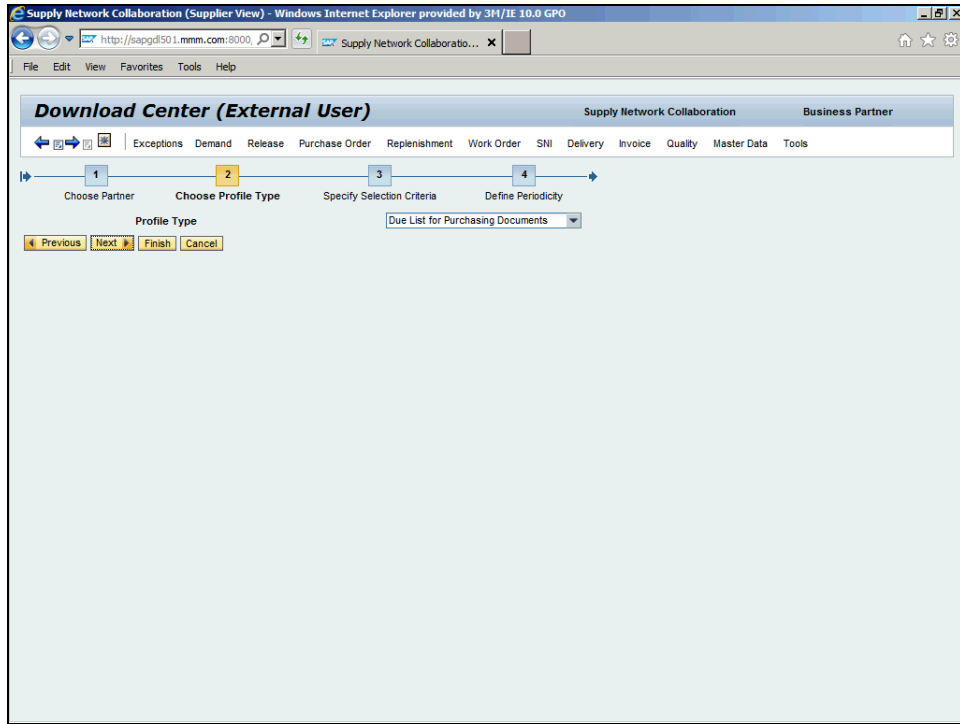 Supply Network Collaboration (Supplier View) - Windows Internet Explorer provided by 3M/IE 10.0 GPO
http://sapgdl501.mmm.com:8000, SAP Supply Network Collaboratio...
File Edit View Favorites Tools Help
Download Center (External User) Supply Network Collaboration Business Partner
Exceptions Demand Release Purchase Order Replenishment Work Order SNI Delivery Invoice Quality Master Data Tools
1 2 3 4
Choose Partner Choose Profile Type Specify Selection Criteria Define Periodicity
Profile Type Due List for Purchasing Documents
Previous Next Finish Cancel